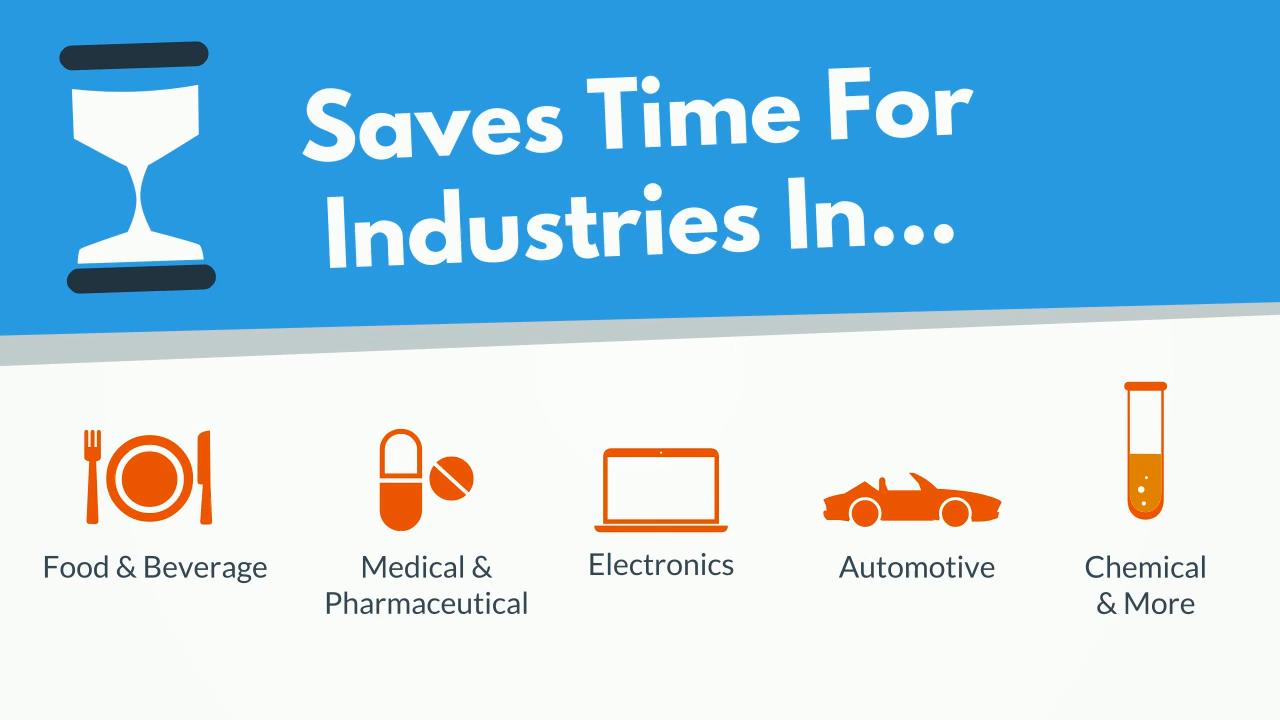 Saves Time For
Industries In...
Food & Beverage
Medical &
Pharmaceutical
Electronics
Automotive
Chemical
& More